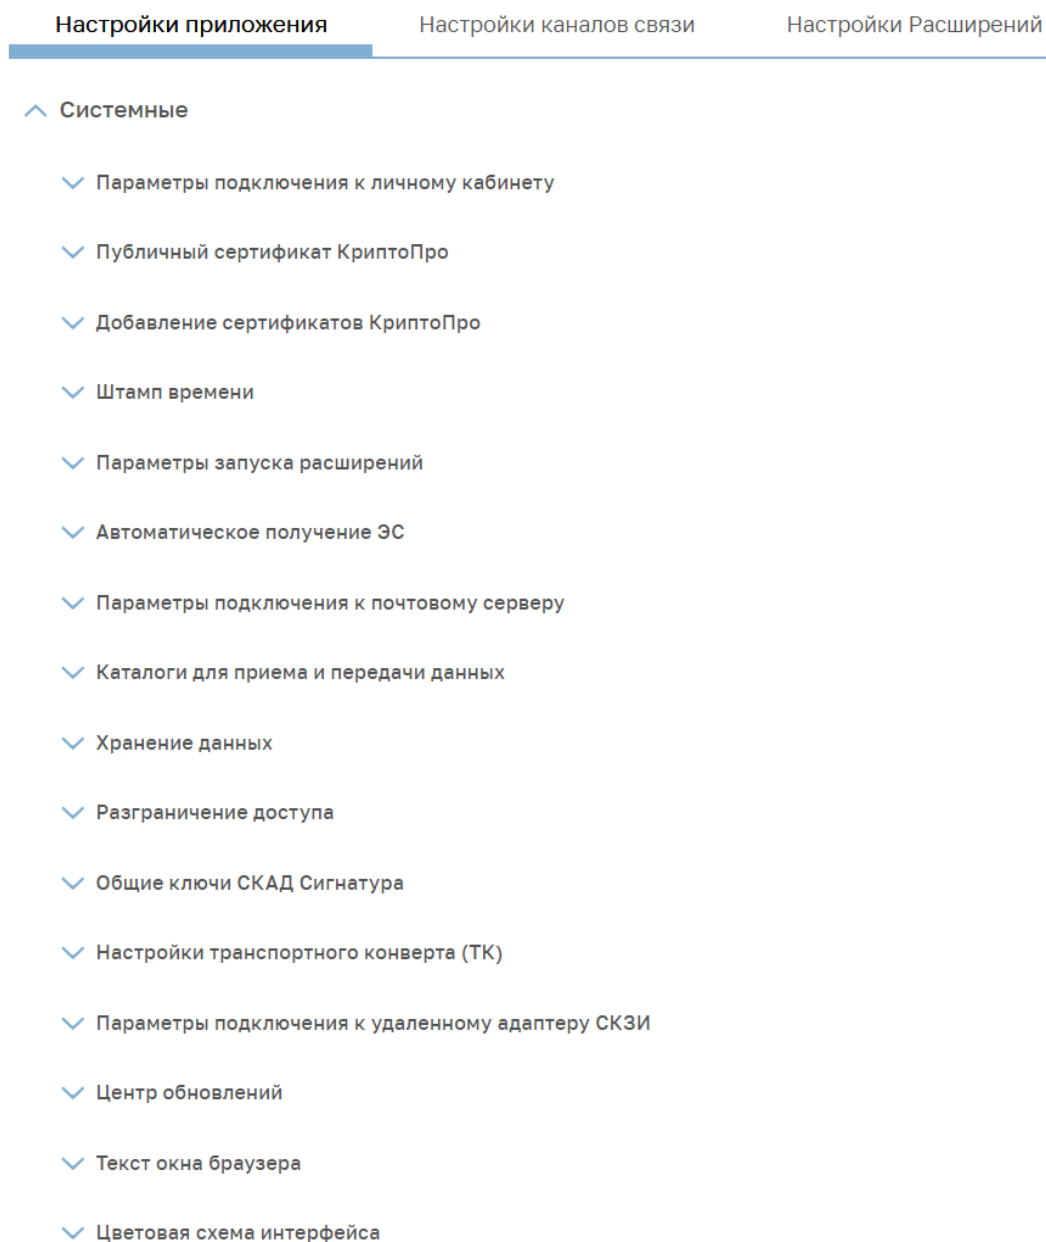 Настройки приложения Настройки каналов связи Настройки Расширений
Системные
Параметры подключения к личному кабинету
Публичный сертификат КриптоПро
Добавление сертификатов КриптоПро
Штамп времени
Параметры запуска расширений
Автоматическое получение ЭС
Параметры подключения к почтовому серверу
Каталоги для приема и передачи данных
Хранение данных
Разграничение доступа
Общие ключи СКАД Сигнатура
Настройки транспортного конверта (ТК)
Параметры подключения к удаленному адаптеру СКЗИ
Центр обновлений
Текст окна браузера
Цветовая схема интерфейса